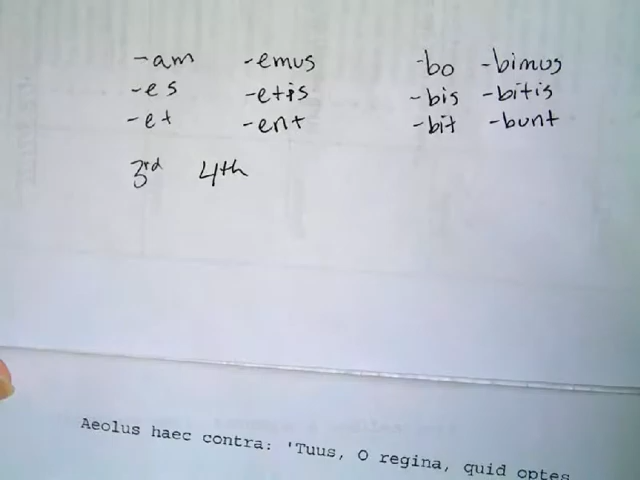 -am -emus -bo -bimus
-es -etis -bis -bitis
-et -ent -bit -bunt
3rd 4th
Aeolus haec contra: 'Tuus, O regina, quid optes